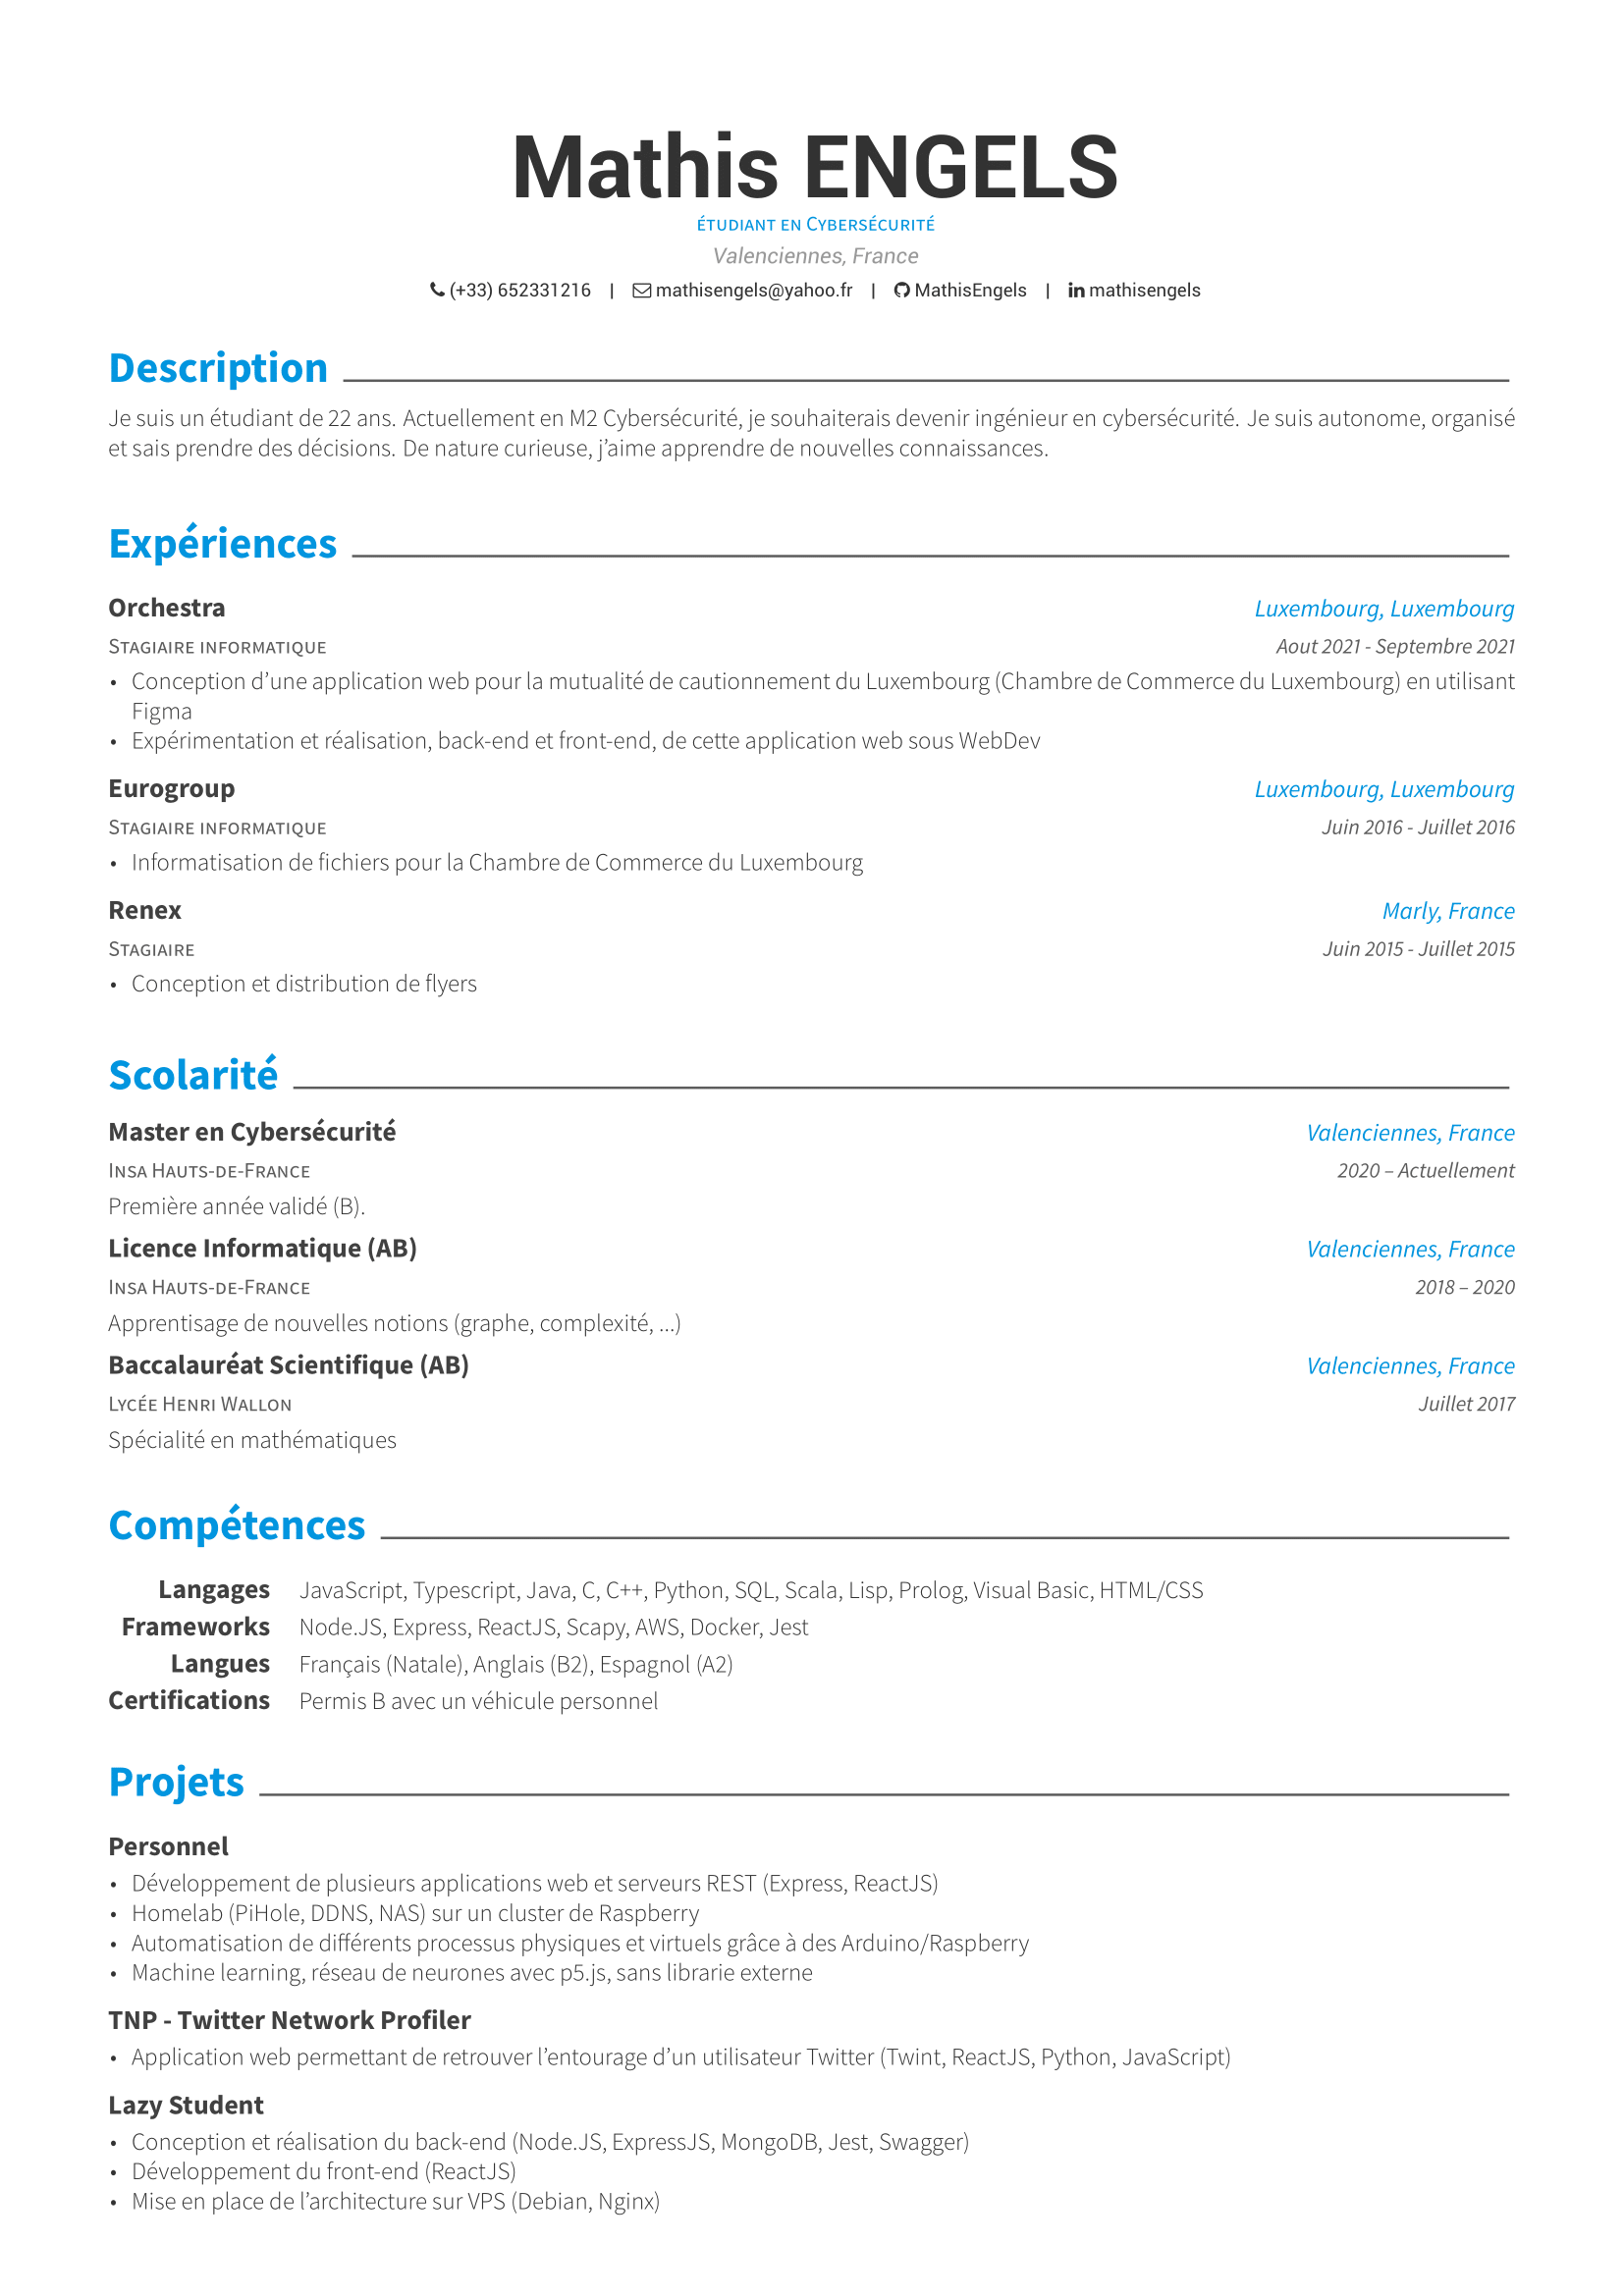 Mathis ENGELS
étudiant en Cybersécurité
Valenciennes, France
(+33) 652331216 | mathisengels@yahoo.fr | MathisEngels | mathisengels
Description
Je suis un étudiant de 22 ans. Actuellement en M2 Cybersécurité, je souhaiterais devenir ingénieur en cybersécurité. Je suis autonome, organisé
et sais prendre des décisions. De nature curieuse, j'aime apprendre de nouvelles connaissances.
Expériences
Orchestra Luxembourg, Luxembourg
Stagiaire informatique Aout 2021 - Septembre 2021
• Conception d'une application web pour la mutualité de cautionnement du Luxembourg (Chambre de Commerce du Luxembourg) en utilisant
Figma
• Expérimentation et réalisation, back-end et front-end, de cette application web sous WebDev
Eurogroup Luxembourg, Luxembourg
Stagiaire informatique Juin 2016 - Juillet 2016
• Informatisation de fichiers pour la Chambre de Commerce du Luxembourg
Renex Marly, France
Stagiaire Juin 2015 - Juillet 2015
• Conception et distribution de flyers
Scolarité
Master en Cybersécurité Valenciennes, France
Insa Hauts-de-France 2020 – Actuellement
Première année validé (B).
Licence Informatique (AB) Valenciennes, France
Insa Hauts-de-France 2018 – 2020
Apprentisage de nouvelles notions (graphe, complexité, ...)
Baccalauréat Scientifique (AB) Valenciennes, France
Lycée Henri Wallon Juillet 2017
Spécialité en mathématiques
Compétences
Langages JavaScript, Typescript, Java, C, C++, Python, SQL, Scala, Lisp, Prolog, Visual Basic, HTML/CSS
Frameworks Node.JS, Express, ReactJS, Scapy, AWS, Docker, Jest
Langues Français (Natale), Anglais (B2), Espagnol (A2)
Certifications Permis B avec un véhicule personnel
Projets
Personnel
• Développement de plusieurs applications web et serveurs REST (Express, ReactJS)
• Homelab (PiHole, DDNS, NAS) sur un cluster de Raspberry
• Automatisation de différents processus physiques et virtuels grâce à des Arduino/Raspberry
• Machine learning, réseau de neurones avec p5.js, sans librarie externe
TNP - Twitter Network Profiler
• Application web permettant de retrouver l'entourage d'un utilisateur Twitter (Twint, ReactJS, Python, JavaScript)
Lazy Student
• Conception et réalisation du back-end (Node.JS, ExpressJS, MongoDB, Jest, Swagger)
• Développement du front-end (ReactJS)
• Mise en place de l'architecture sur VPS (Debian, Nginx)